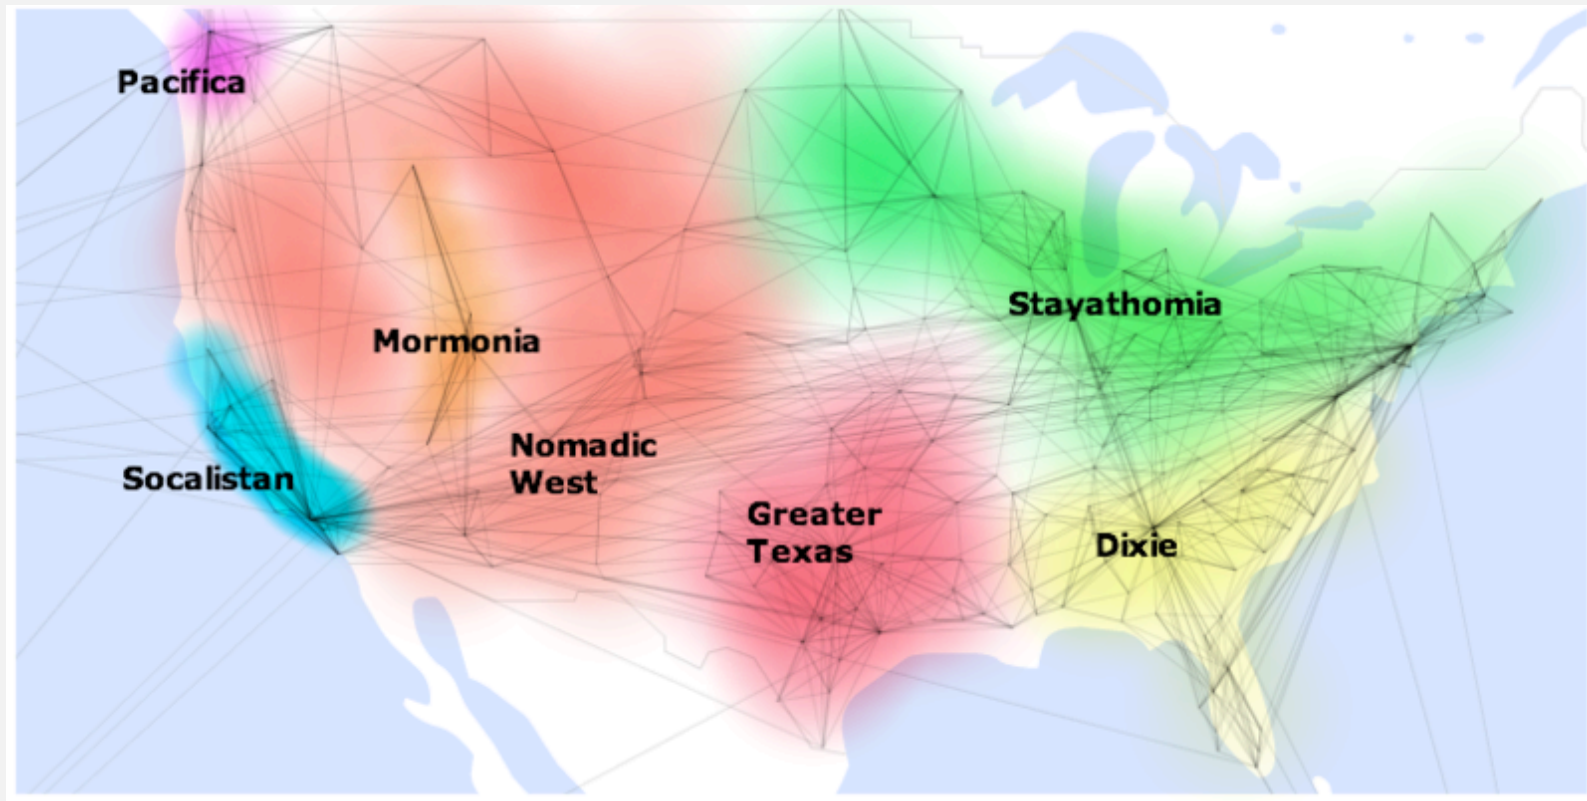 Pacifica
Stayathomia
Mormonia
Nomadic
West
Socalistan
Greater
Texas
Dixie